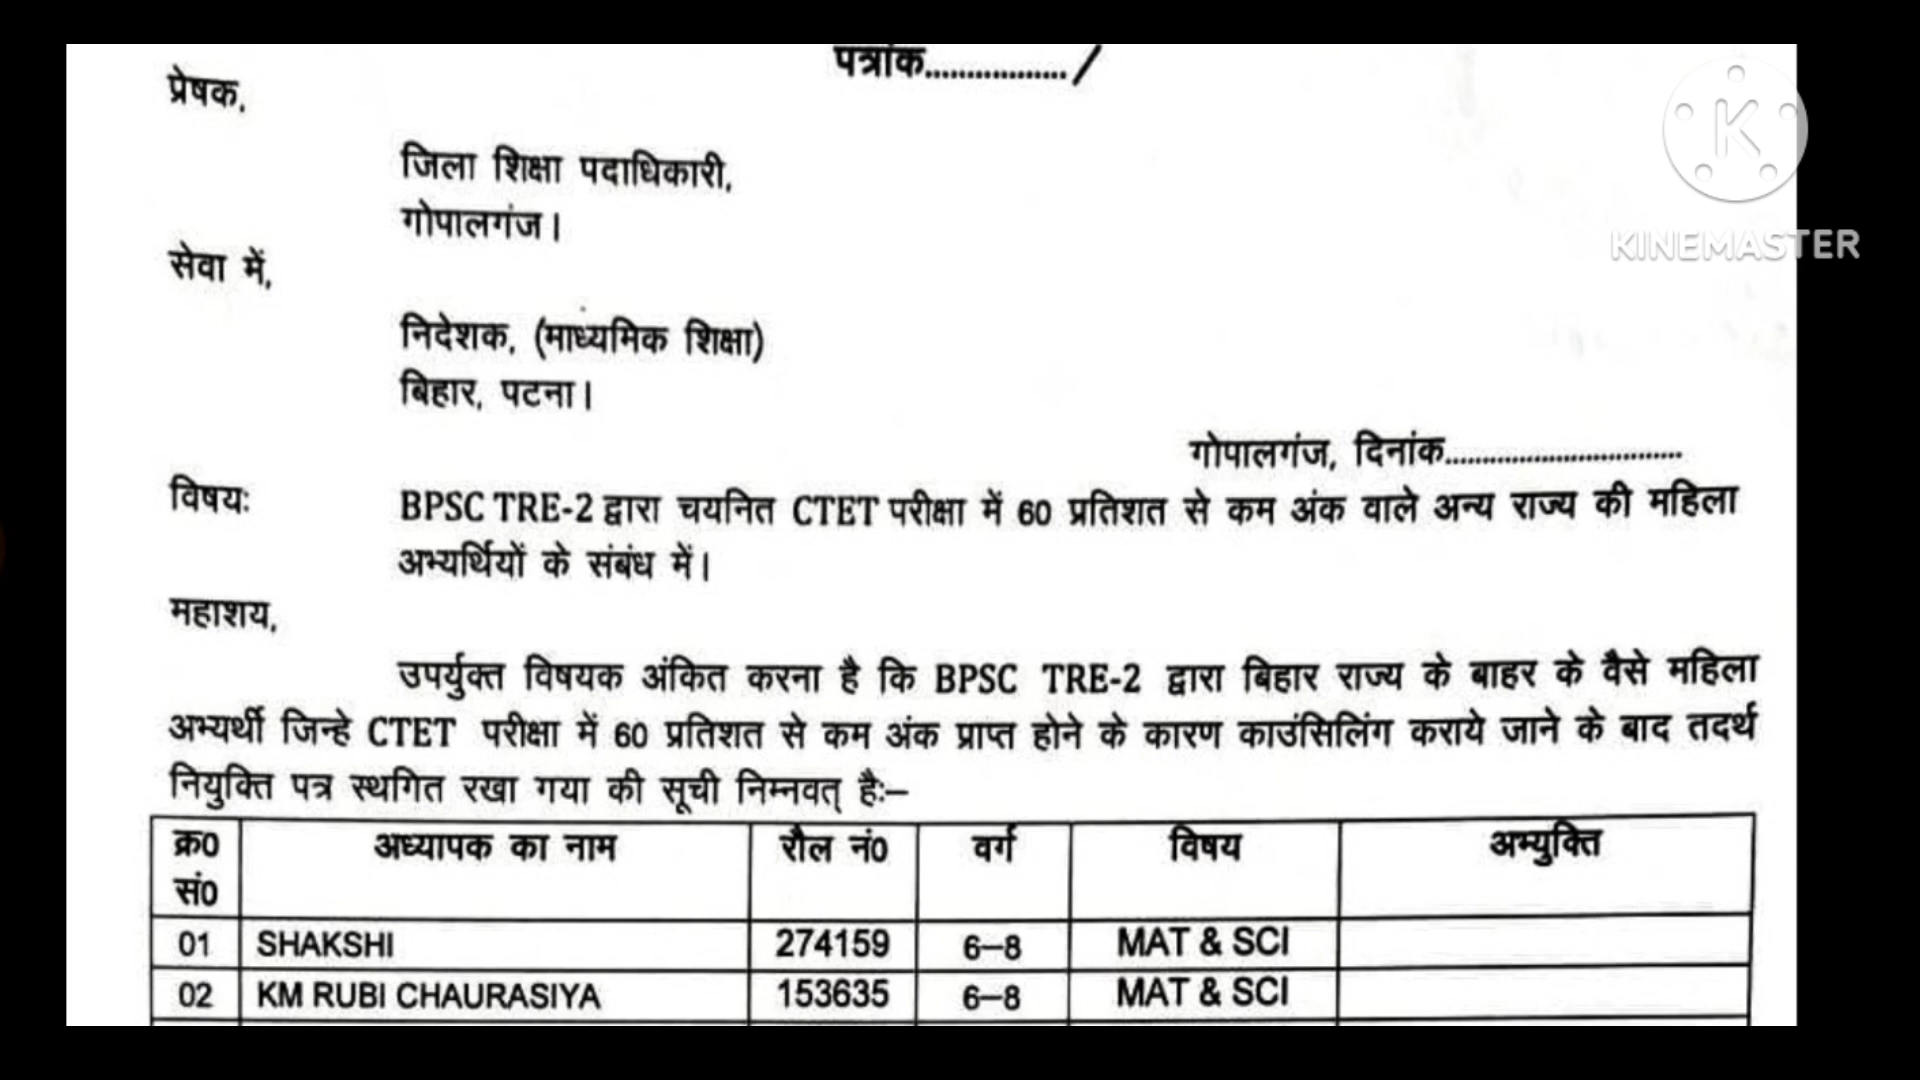 पत्रांक................/
प्रेषक,
जिला शिक्षा पदाधिकारी,
गोपालगंज।
सेवा में,
निदेशक, (माध्यमिक शिक्षा)
बिहार, पटना।
गोपालगंज, दिनांक................................
विषयः BPSC TRE-2 द्वारा चयनित CTET परीक्षा में 60 प्रतिशत से कम अंक वाले अन्य राज्य की महिला
अभ्यर्थियों के संबंध में।
महाशय,
उपर्युक्त विषयक अंकित करना है कि BPSC TRE-2 द्वारा बिहार राज्य के बाहर के वैसे महिला
अभ्यर्थी जिन्हे CTET परीक्षा में 60 प्रतिशत से कम अंक प्राप्त होने के कारण काउंसिलिंग कराये जाने के बाद तदर्थ
नियुक्ति पत्र स्थगित रखा गया की सूची निम्नवत् हैः–
क्र0 सं0 अध्यापक का नाम रौल नं0 वर्ग विषय अभ्युक्ति
01 SHAKSHI 274159 6–8 MAT & SCI
02 KM RUBI CHAURASIYA 153635 6–8 MAT & SCI
K
KINEMASTER